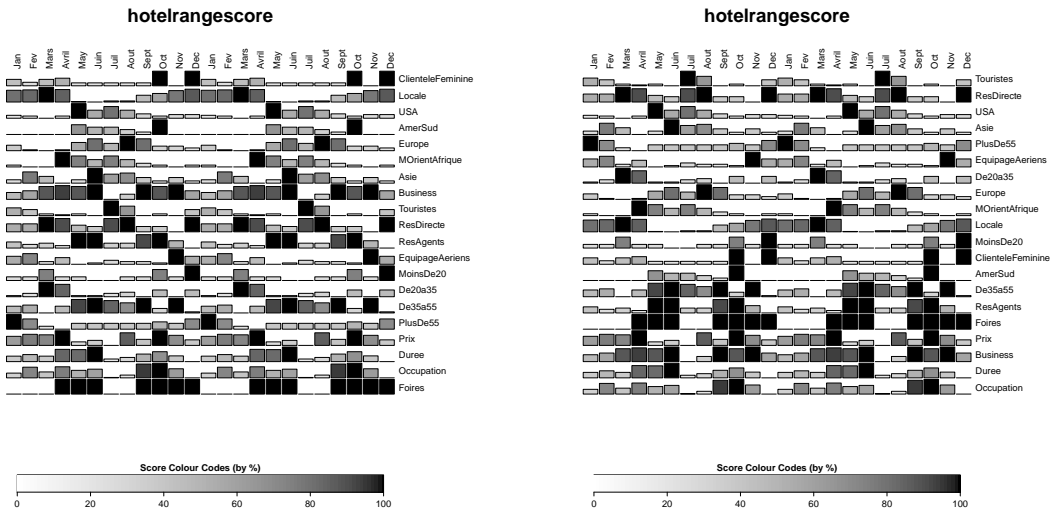 hotelrangescore
Jan Fev Mars Avril May Juin Juil Aout Sept Oct Nov Dec Jan Fev Mars Avril May Juin Juil Aout Sept Oct Nov Dec
ClienteleFeminine
Locale
USA
AmerSud
Europe
MOrientAfrique
Asie
Business
Touristes
ResDirecte
ResAgents
EquipageAeriens
MoinsDe20
De20a35
De35a55
PlusDe55
Prix
Duree
Occupation
Foires
Score Colour Codes (by %)
0 20 40 60 80 100
hotelrangescore
Jan Fev Mars Avril May Juin Juil Aout Sept Oct Nov Dec Jan Fev Mars Avril May Juin Juil Aout Sept Oct Nov Dec
Touristes
ResDirecte
USA
Asie
PlusDe55
EquipageAeriens
De20a35
Europe
MOrientAfrique
Locale
MoinsDe20
ClienteleFeminine
AmerSud
De35a55
ResAgents
Foires
Prix
Business
Duree
Occupation
Score Colour Codes (by %)
0 20 40 60 80 100